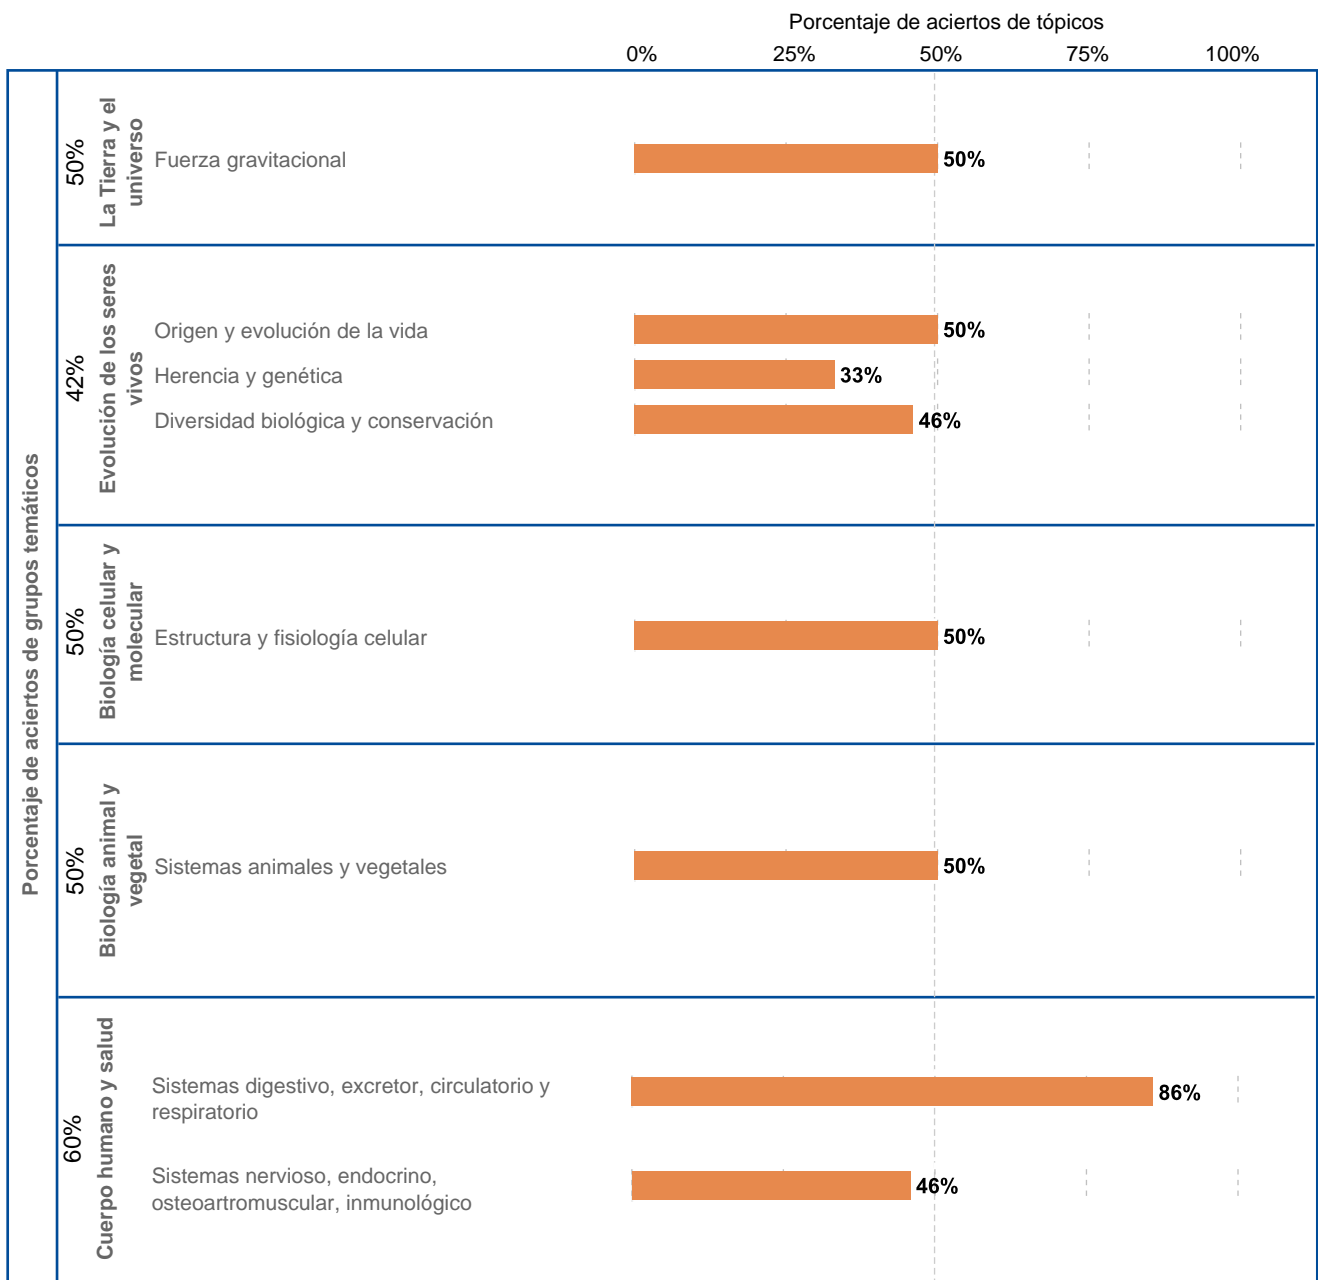 Porcentaje de aciertos de tópicos
0% 25% 50% 75% 100%
Porcentaje de aciertos de grupos temáticos
50%
La Tierra y el
universo
Fuerza gravitacional
50%
42%
Evolución de los seres
vivos
Origen y evolución de la vida
50%
Herencia y genética
33%
Diversidad biológica y conservación
46%
50%
Biología celular y
molecular
Estructura y fisiología celular
50%
50%
Biología animal y
vegetal
Sistemas animales y vegetales
50%
60%
Cuerpo humano y salud
Sistemas digestivo, excretor, circulatorio y
respiratorio
86%
Sistemas nervioso, endocrino,
osteoartromuscular, inmunológico
46%